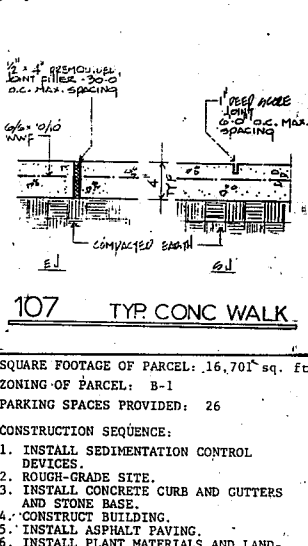 1/2" x 4" PREMOULDED
JOINT FILLER - 30'-0"
O.C. MAX. SPACING
1" DEEP SCORE
JOINT
6'-0" O.C. MAX.
SPACING
6/6 x 10/10
WWF
4"
TYP
COMPACTED EARTH
EJ
SJ
107 TYP. CONC WALK
SQUARE FOOTAGE OF PARCEL: 16,701 sq. ft
ZONING OF PARCEL: B-1
PARKING SPACES PROVIDED: 26
CONSTRUCTION SEQUENCE:
1. INSTALL SEDIMENTATION CONTROL
DEVICES.
2. ROUGH-GRADE SITE.
3. INSTALL CONCRETE CURB AND GUTTERS
AND STONE BASE.
4. CONSTRUCT BUILDING.
5. INSTALL ASPHALT PAVING.
6. INSTALL PLANT MATERIALS AND LAND-